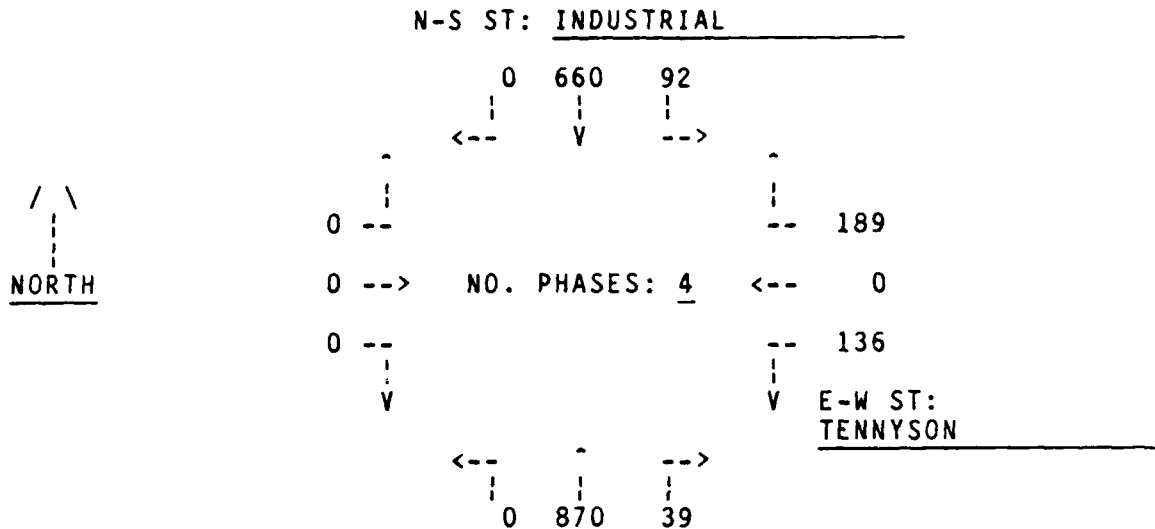 N-S ST: INDUSTRIAL
0 660 92
<-- V -->
^ ^
/ \
0 -- -- 189
NORTH 0 --> NO. PHASES: 4 <-- 0
0 -- -- 136
V V E-W ST:
TENNYSON
<-- ^ -->
0 870 39